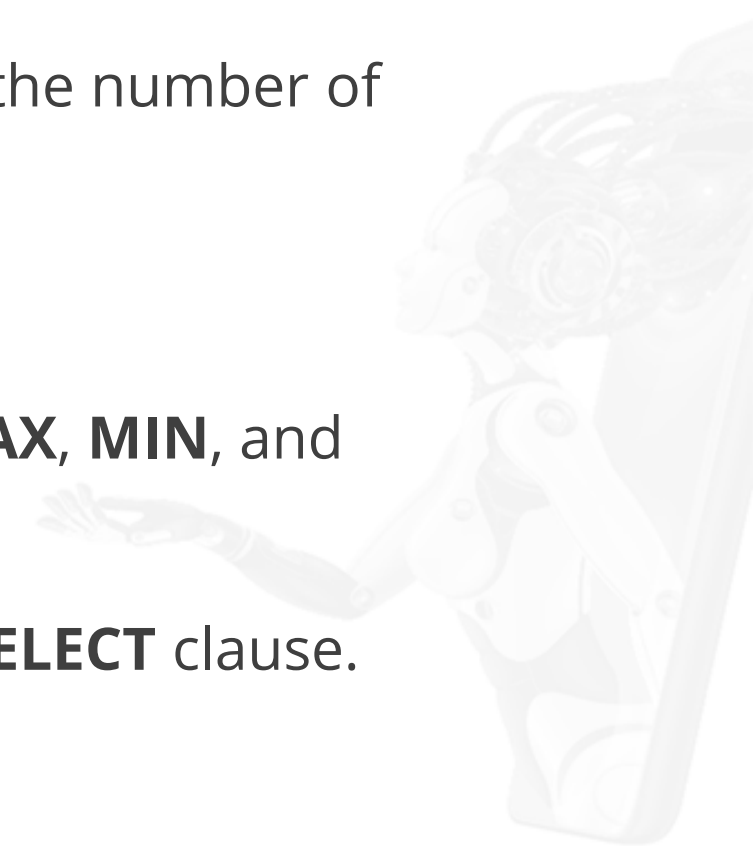 the number of
AX, MIN, and
ELECT clause.